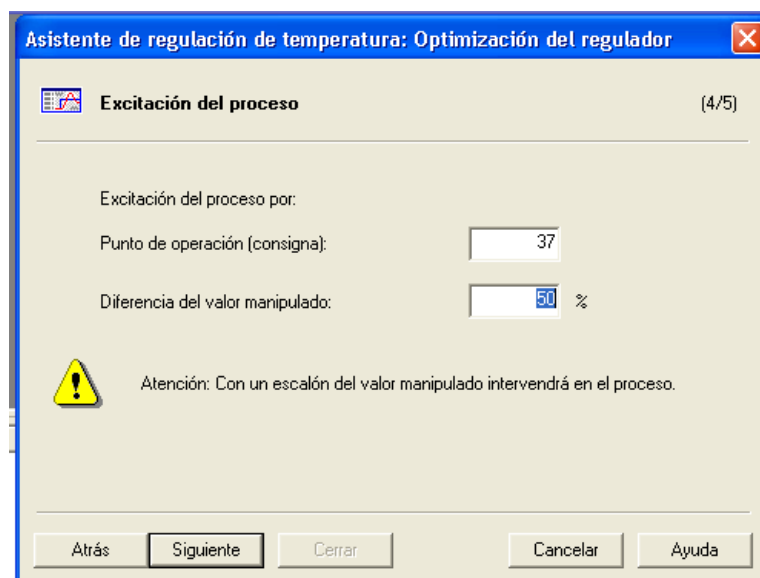 Asistente de regulación de temperatura: Optimización del regulador
Excitación del proceso (4/5)
Excitación del proceso por:
Punto de operación (consigna): 37
Diferencia del valor manipulado: 50 %
Atención: Con un escalón del valor manipulado intervendrá en el proceso.
Atrás Siguiente Cerrar Cancelar Ayuda